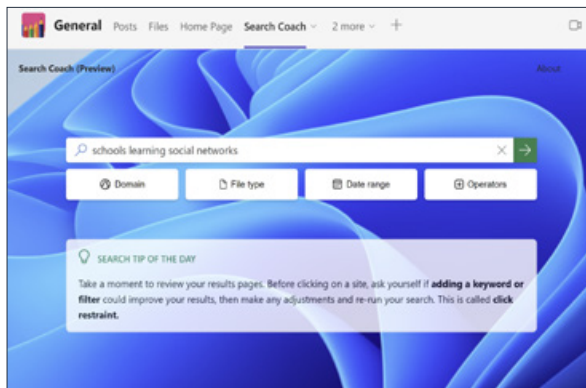 General Posts Files Home Page Search Coach 2 more
Search Coach (Preview) About
schools learning social networks
Domain File type Date range Operators
SEARCH TIP OF THE DAY
Take a moment to review your results pages. Before clicking on a site, ask yourself if adding a keyword or
filter could improve your results, then make any adjustments and re-run your search. This is called click
restraint.